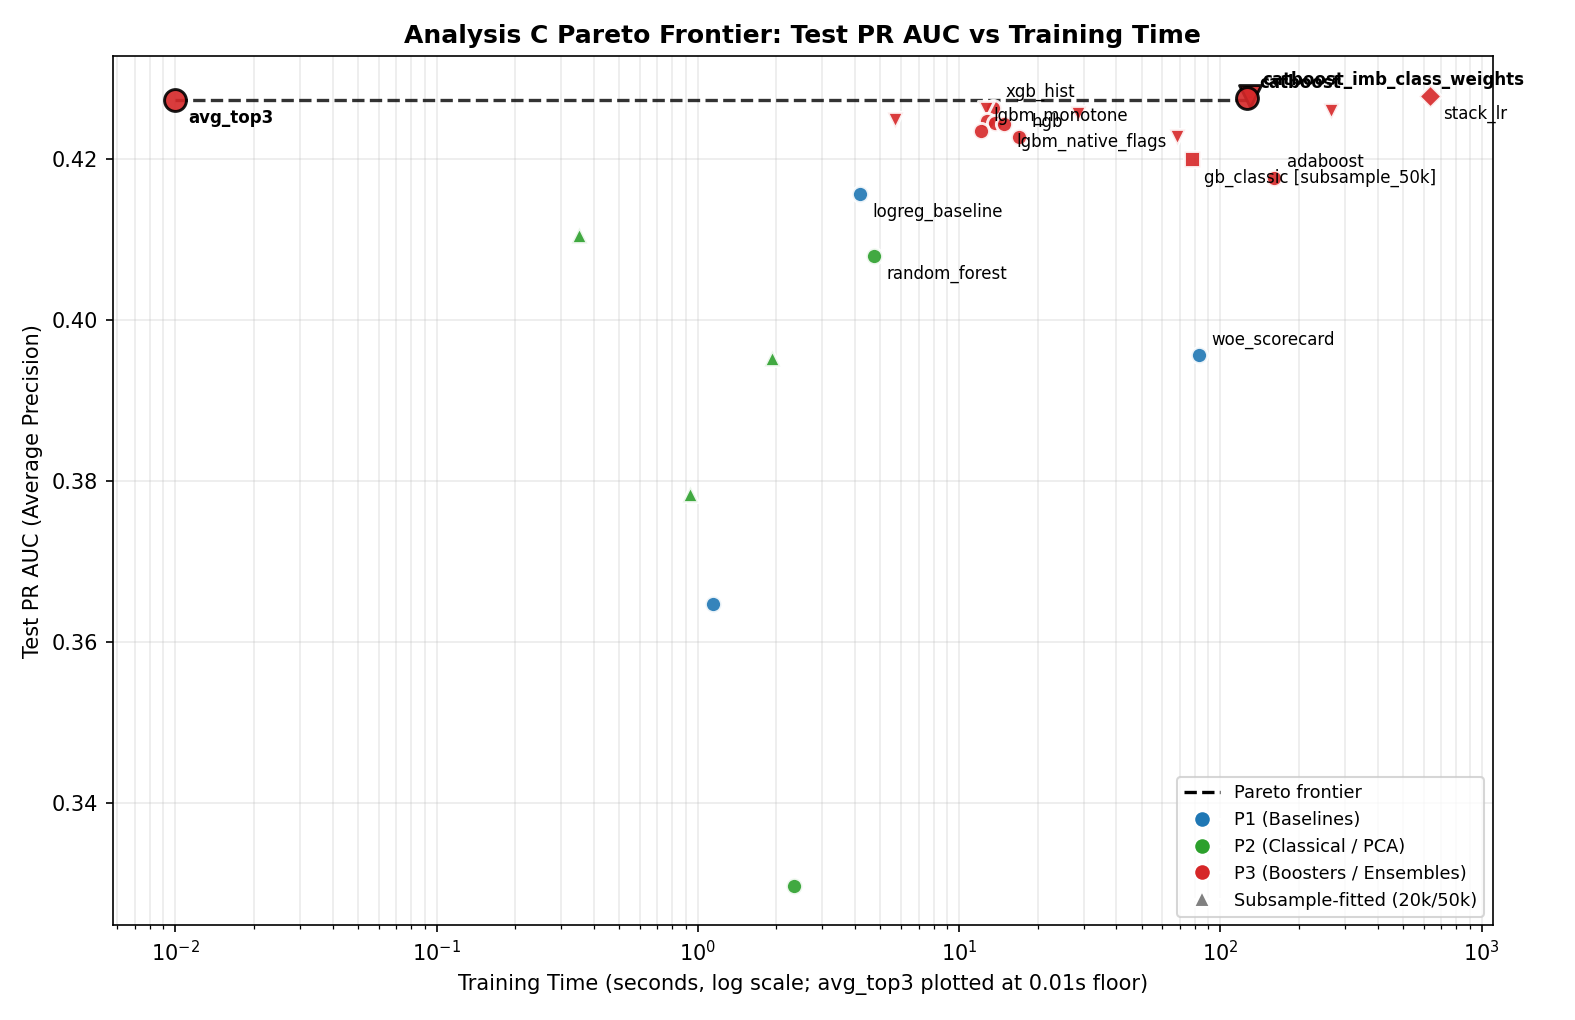 Analysis C Pareto Frontier: Test PR AUC vs Training Time
catboost_imb_class_weights
catboost
xgb_hist
avg_top3
lgbm_monotone
hgb
stack_lr
lgbm_native_flags
adaboost
gb_classic [subsample_50k]
logreg_baseline
random_forest
woe_scorecard
0.42
0.40
0.38
0.36
0.34
Test PR AUC (Average Precision)
Pareto frontier
P1 (Baselines)
P2 (Classical / PCA)
P3 (Boosters / Ensembles)
Subsample-fitted (20k/50k)
10⁻² 10⁻¹ 10⁰ 10¹ 10² 10³
Training Time (seconds, log scale; avg_top3 plotted at 0.01s floor)